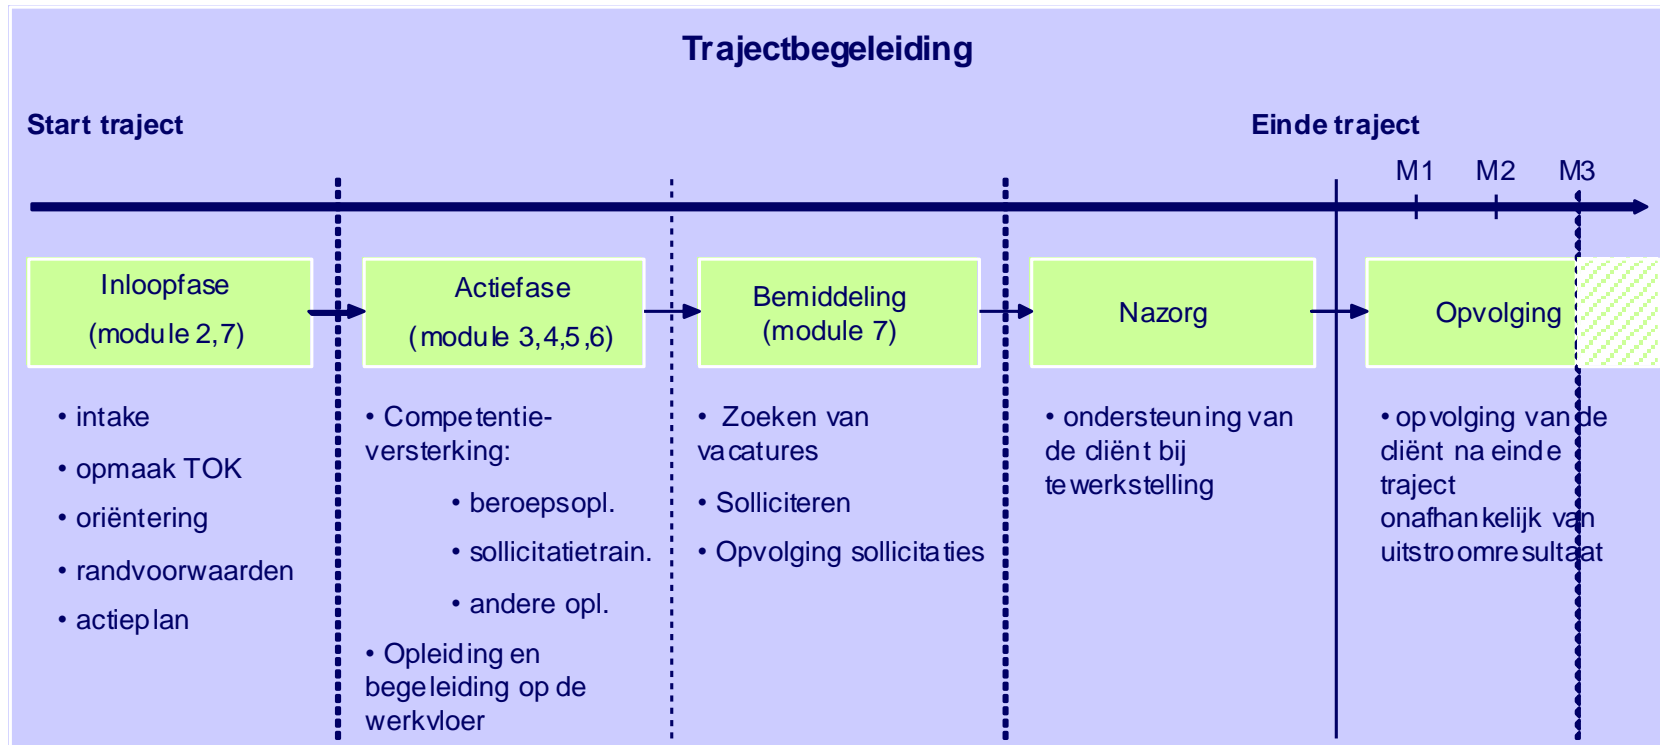 Trajectbegeleiding
Start traject
Einde traject
M1 M2 M3
Inloopfase
(module 2,7)
Actiefase
(module 3,4,5,6)
Bemiddeling
(module 7)
Nazorg
Opvolging
• intake
• opmaak TOK
• oriëntering
• randvoorwaarden
• actieplan
• Competentie-
versterking:
• beroepsopl.
• sollicitatietrain.
• andere opl.
• Opleiding en
begeleiding op de
werkvloer
• Zoeken van
vacatures
• Solliciteren
• Opvolging sollicitaties
• ondersteuning van
de cliënt bij
tewerkstelling
• opvolging van de
cliënt na einde
traject
onafhankelijk van
uitstroomresultaat